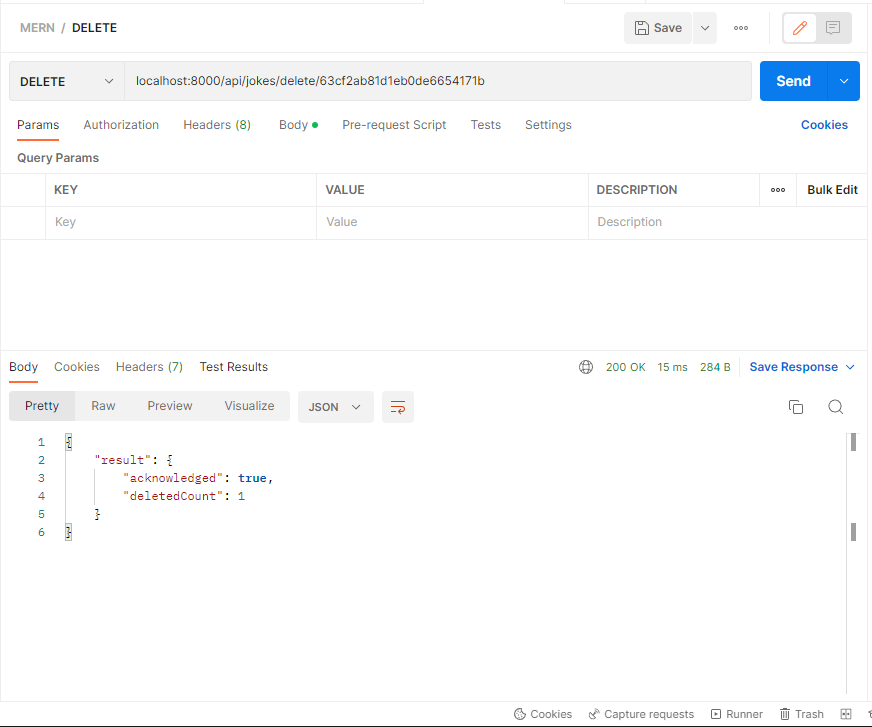 MERN / DELETE
Save
DELETE
localhost:8000/api/jokes/delete/63cf2ab81d1eb0de6654171b
Send
Params Authorization Headers (8) Body Pre-request Script Tests Settings Cookies
Query Params
KEY VALUE DESCRIPTION Bulk Edit
Key Value Description
Body Cookies Headers (7) Test Results 200 OK 15 ms 284 B Save Response
Pretty Raw Preview Visualize JSON
1 {
2 "result": {
3 "acknowledged": true,
4 "deletedCount": 1
5 }
6 }
Cookies Capture requests Runner Trash